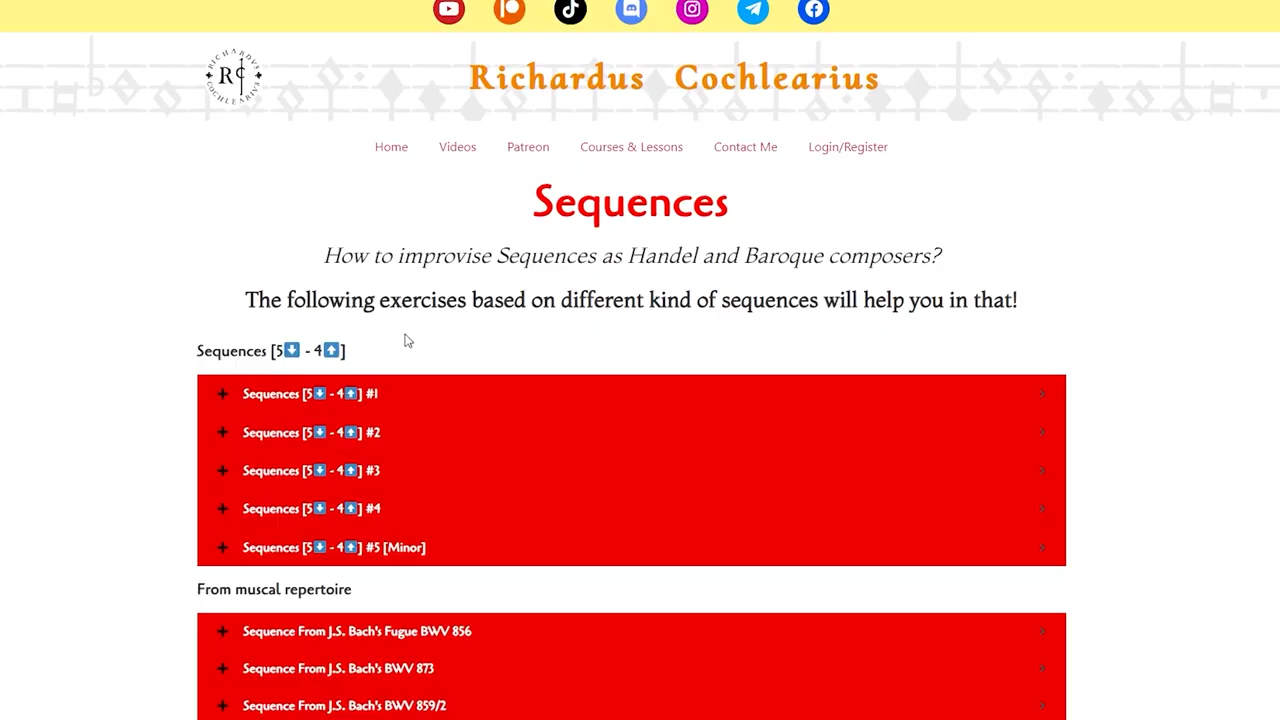 RICHARDVS
R C
COCHLEARIVS
Richardus Cochlearius
Home Videos Patreon Courses & Lessons Contact Me Login/Register
Sequences
How to improvise Sequences as Handel and Baroque composers?
The following exercises based on different kind of sequences will help you in that!
Sequences [5⬇️ - 4⬆️]
Sequences [5⬇️ - 4⬆️] #1
Sequences [5⬇️ - 4⬆️] #2
Sequences [5⬇️ - 4⬆️] #3
Sequences [5⬇️ - 4⬆️] #4
Sequences [5⬇️ - 4⬆️] #5 [Minor]
From muscal repertoire
Sequence From J.S. Bach's Fugue BWV 856
Sequence From J.S. Bach's BWV 873
Sequence From J.S. Bach's BWV 859/2